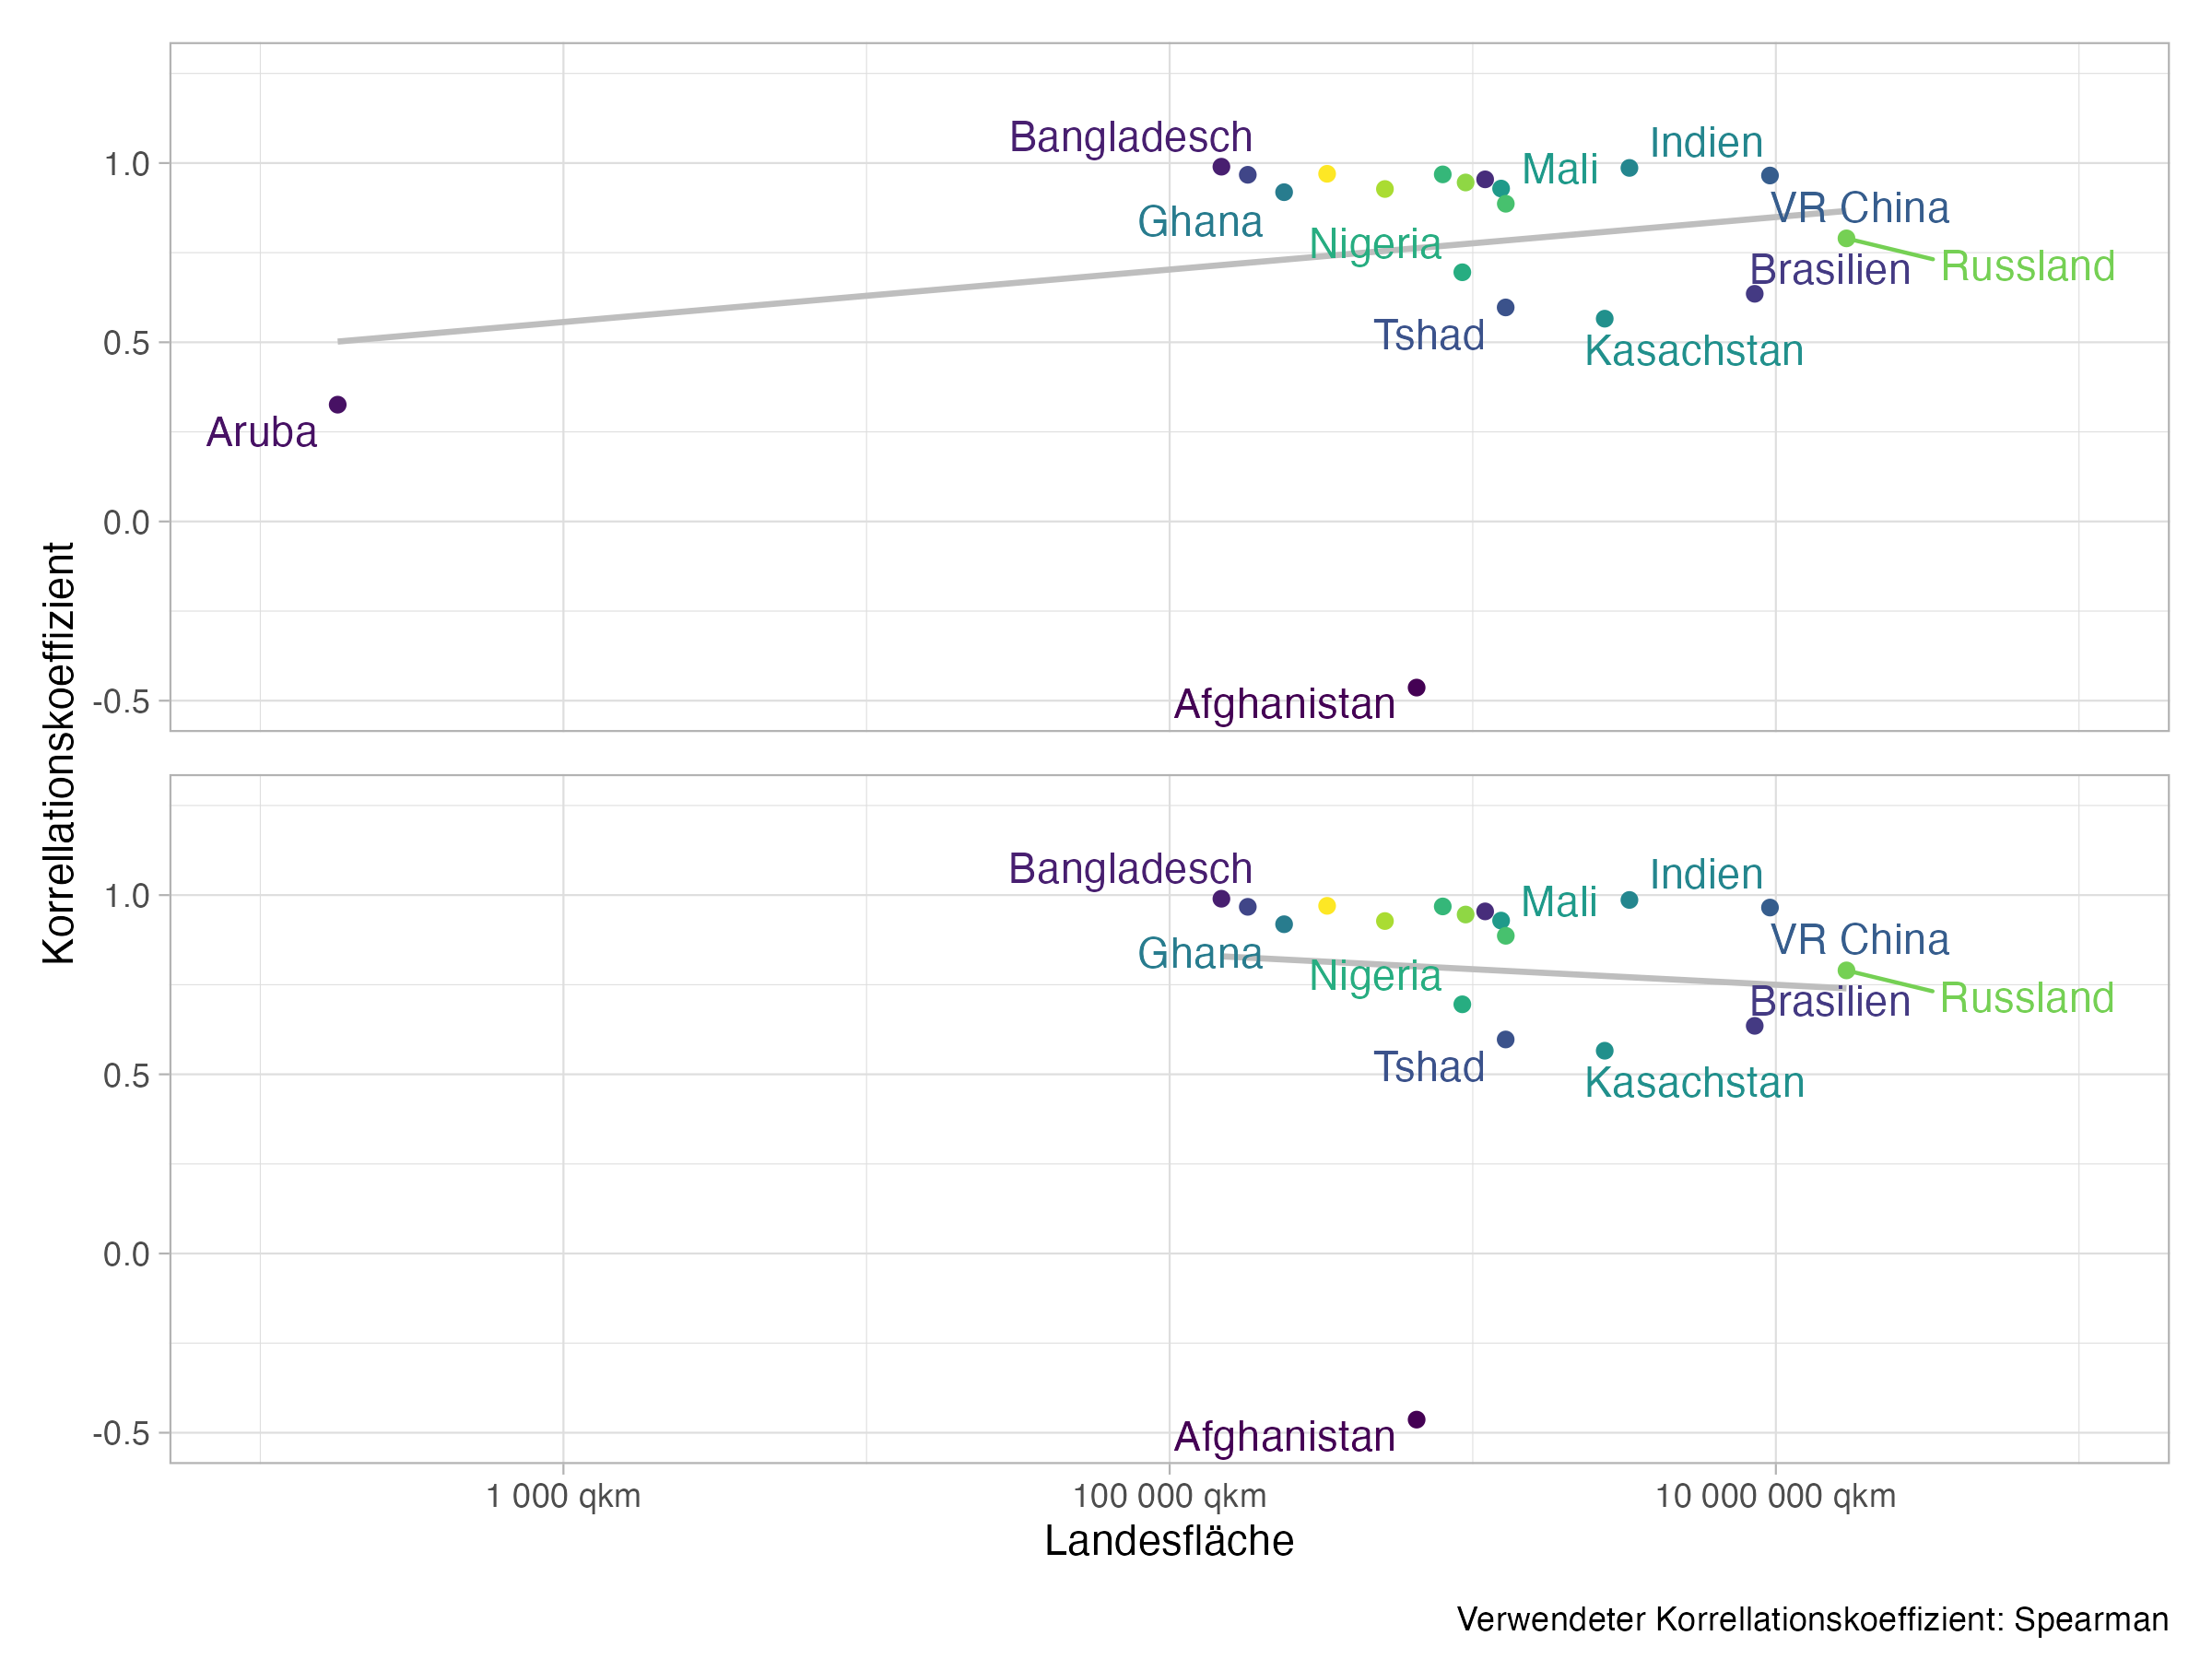 Korrellationskoeffizient
1.0
0.5
0.0
-0.5
Bangladesch
Indien
Mali
Ghana
VR China
Nigeria
Brasilien
Russland
Tshad
Kasachstan
Aruba
Afghanistan
1.0
0.5
0.0
-0.5
Bangladesch
Indien
Mali
Ghana
VR China
Nigeria
Brasilien
Russland
Tshad
Kasachstan
Afghanistan
1 000 qkm
100 000 qkm
10 000 000 qkm
Landesfläche
Verwendeter Korrellationskoeffizient: Spearman